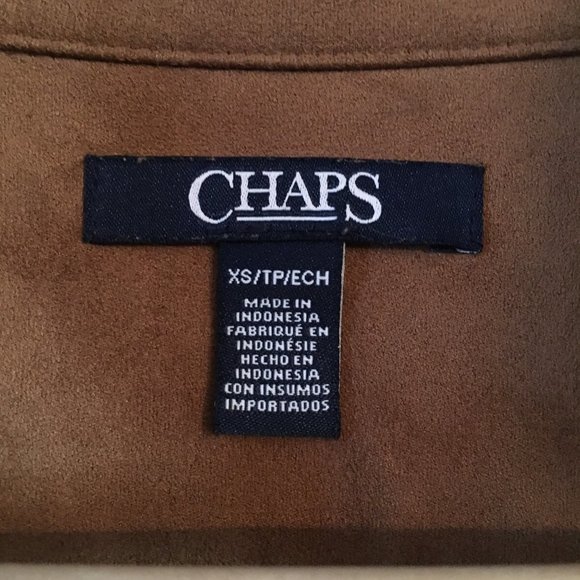 CHAPS
XS/TP/ECH
MADE IN
INDONESIA
FABRIQUÉ EN
INDONÉSIE
HECHO EN
INDONESIA
CON INSUMOS
IMPORTADOS